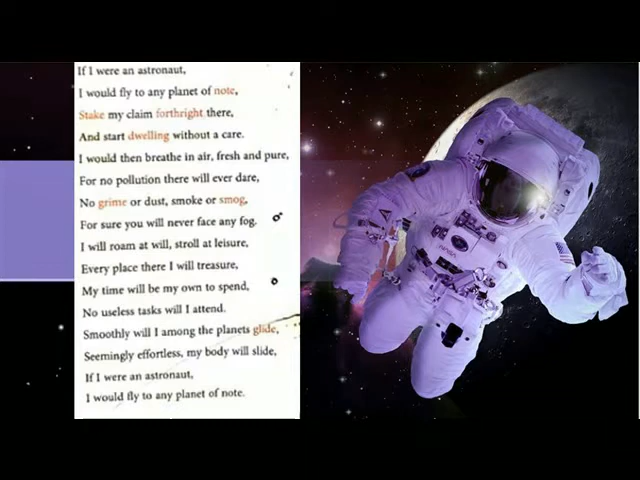 If I were an astronaut,
I would fly to any planet of note,
Stake my claim forthright there,
And start dwelling without a care.
I would then breathe in air, fresh and pure,
For no pollution there will ever dare,
No grime or dust, smoke or smog,
For sure you will never face any fog.
I will roam at will, stroll at leisure,
Every place there I will treasure,
My time will be my own to spend,
No useless tasks will I attend.
Smoothly will I among the planets glide,
Seemingly effortless, my body will slide,
If I were an astronaut,
I would fly to any planet of note.
NASA